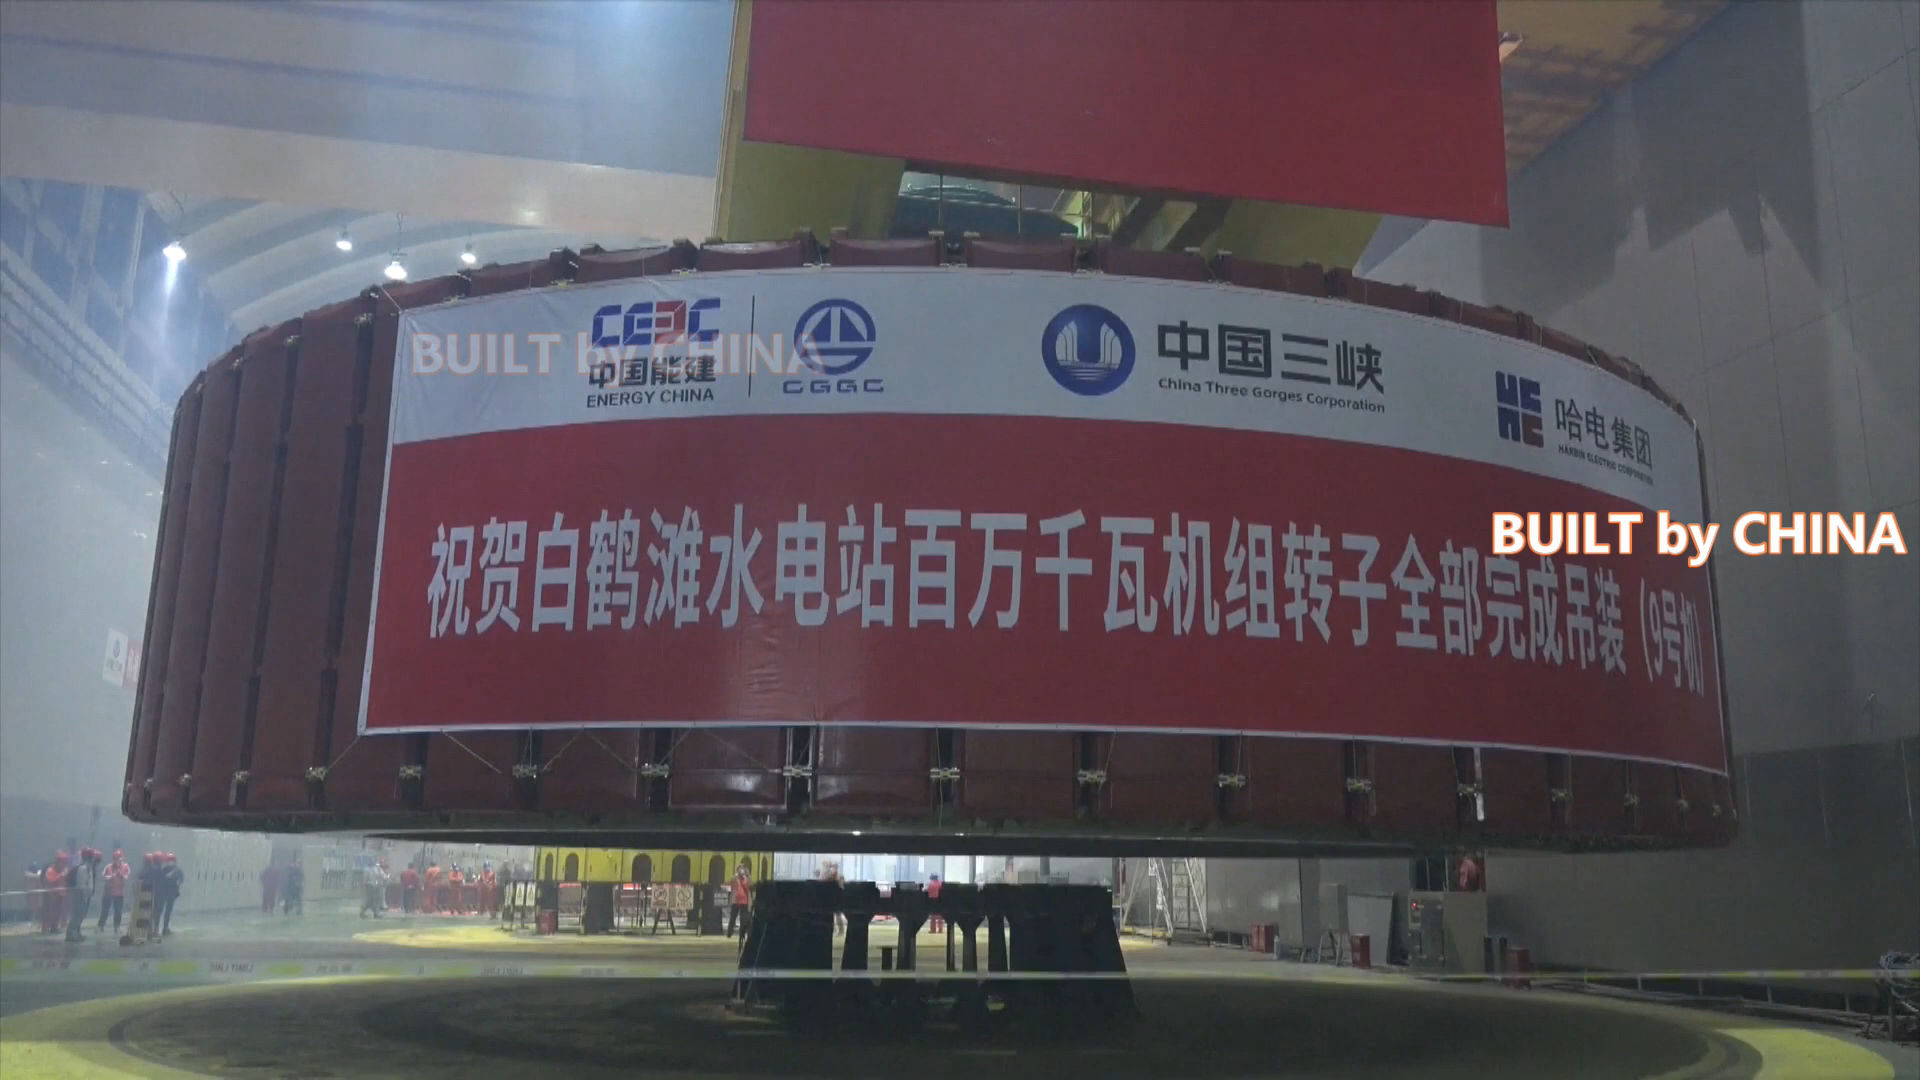 BUILT by CHINA
CEEC
中国能建
ENERGY CHINA
CGGC
中国三峡
China Three Gorges Corporation
HE
哈电集团
HARBIN ELECTRIC CORPORATION
祝贺白鹤滩水电站百万千瓦机组转子全部完成吊装（9号机）
BUILT by CHINA